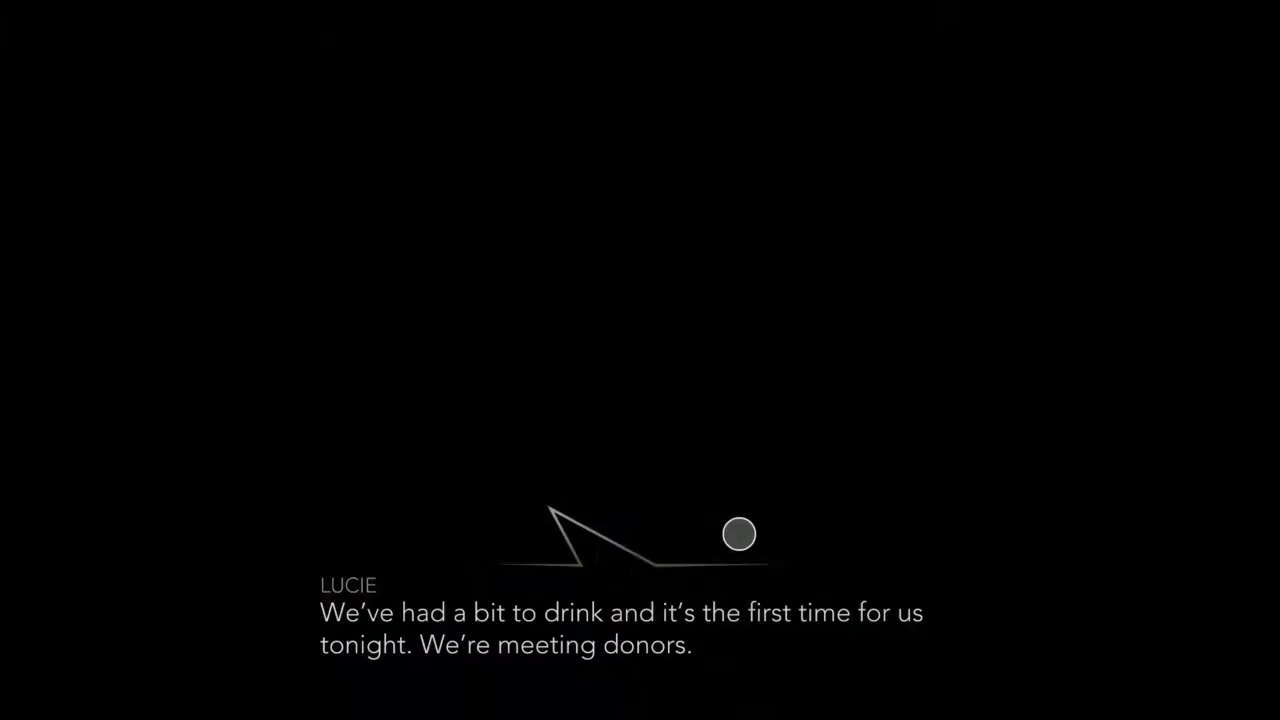 LUCIE
We’ve had a bit to drink and it’s the first time for us
tonight. We’re meeting donors.